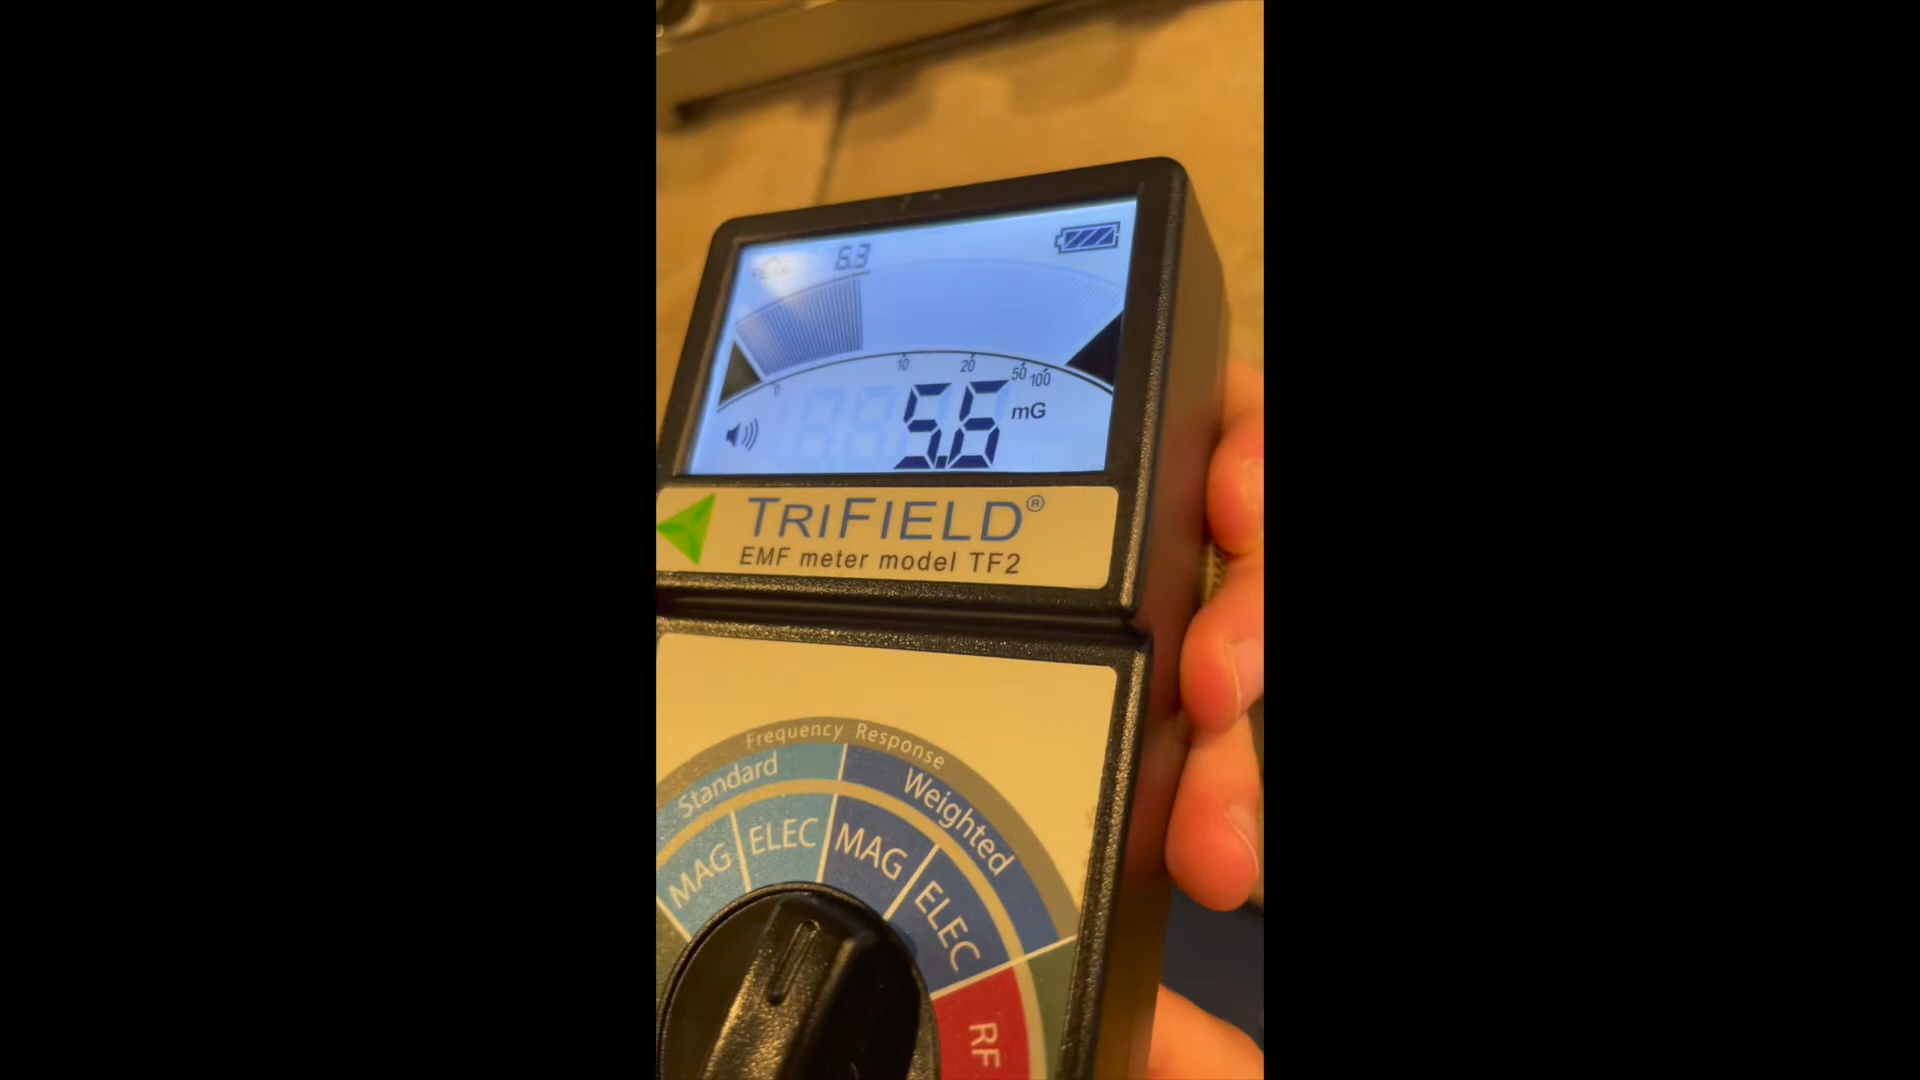 PEAK 6.3
0 10 20 50 100
5.6 mG
TRIFIELD®
EMF meter model TF2
Frequency Response
Standard Weighted
MAG ELEC MAG ELEC
RF